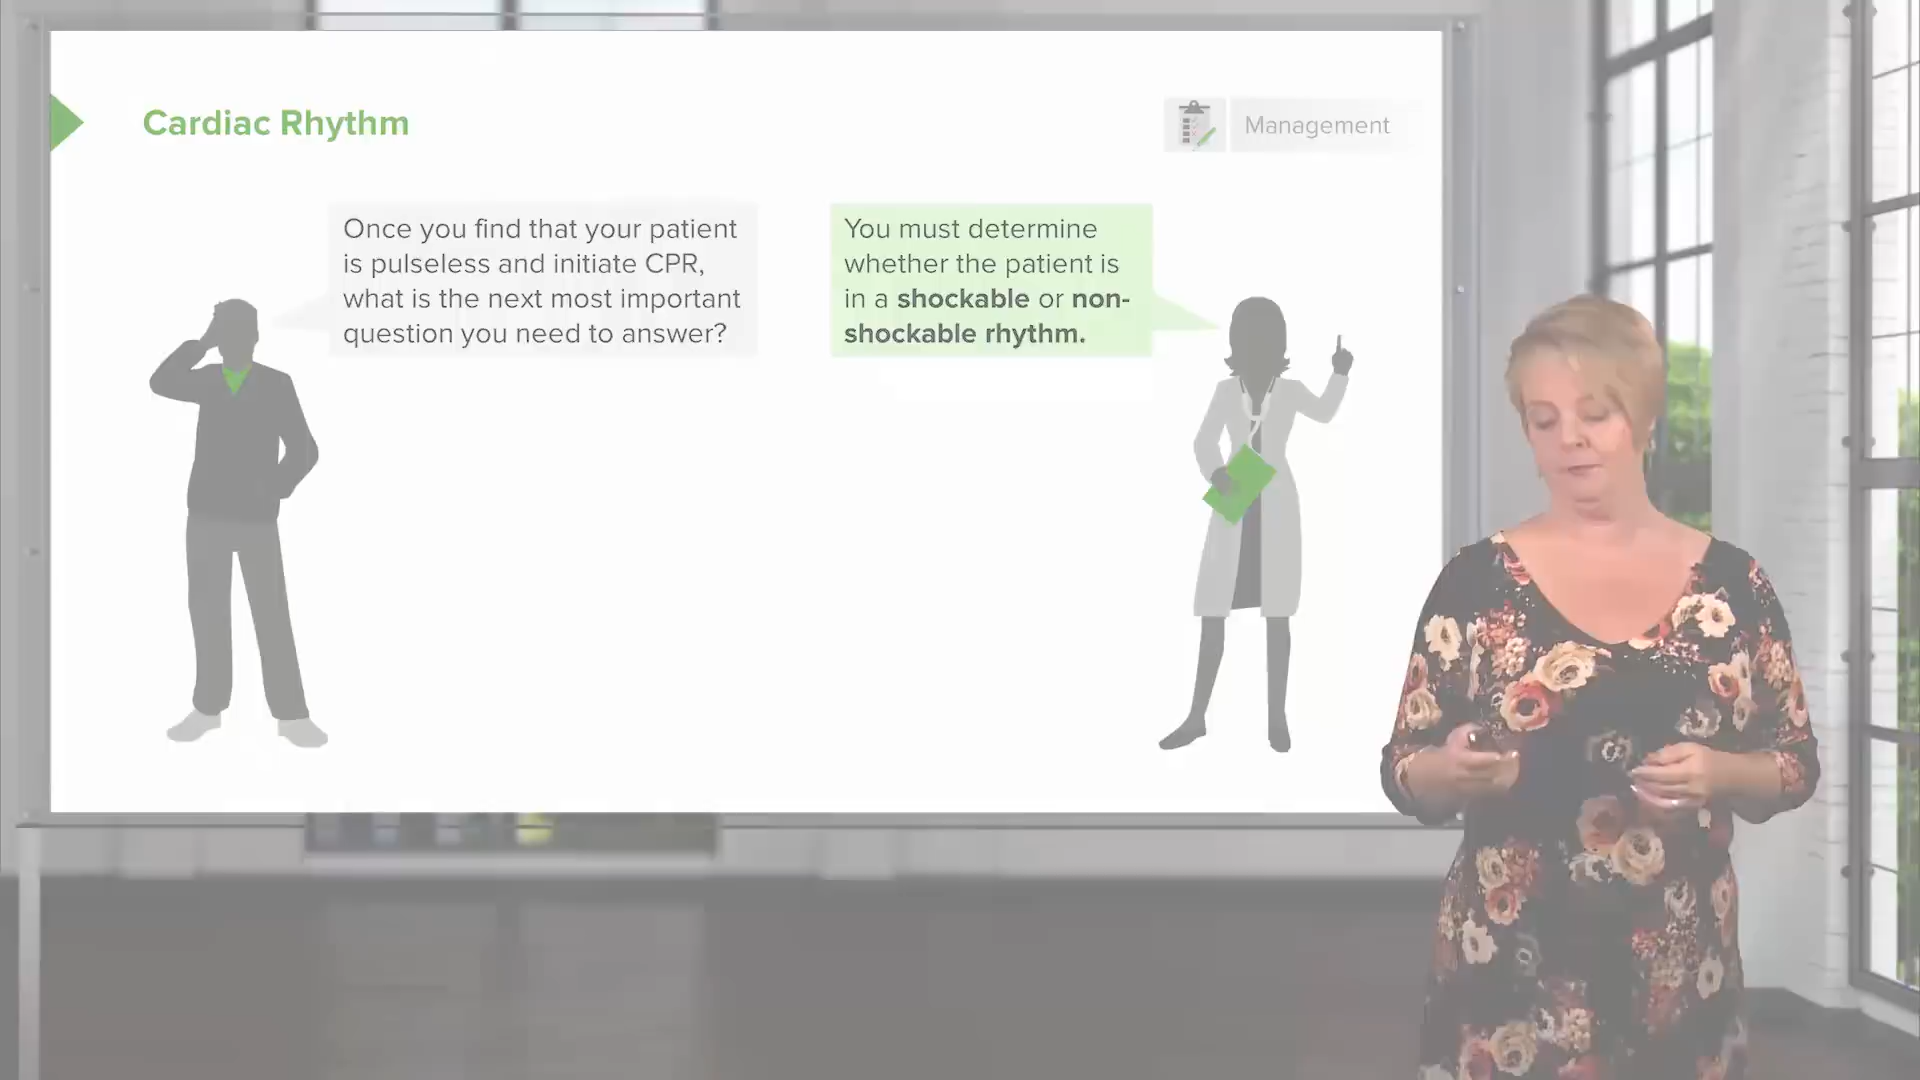 Cardiac Rhythm
Management
Once you find that your patient
is pulseless and initiate CPR,
what is the next most important
question you need to answer?
You must determine
whether the patient is
in a shockable or non-
shockable rhythm.